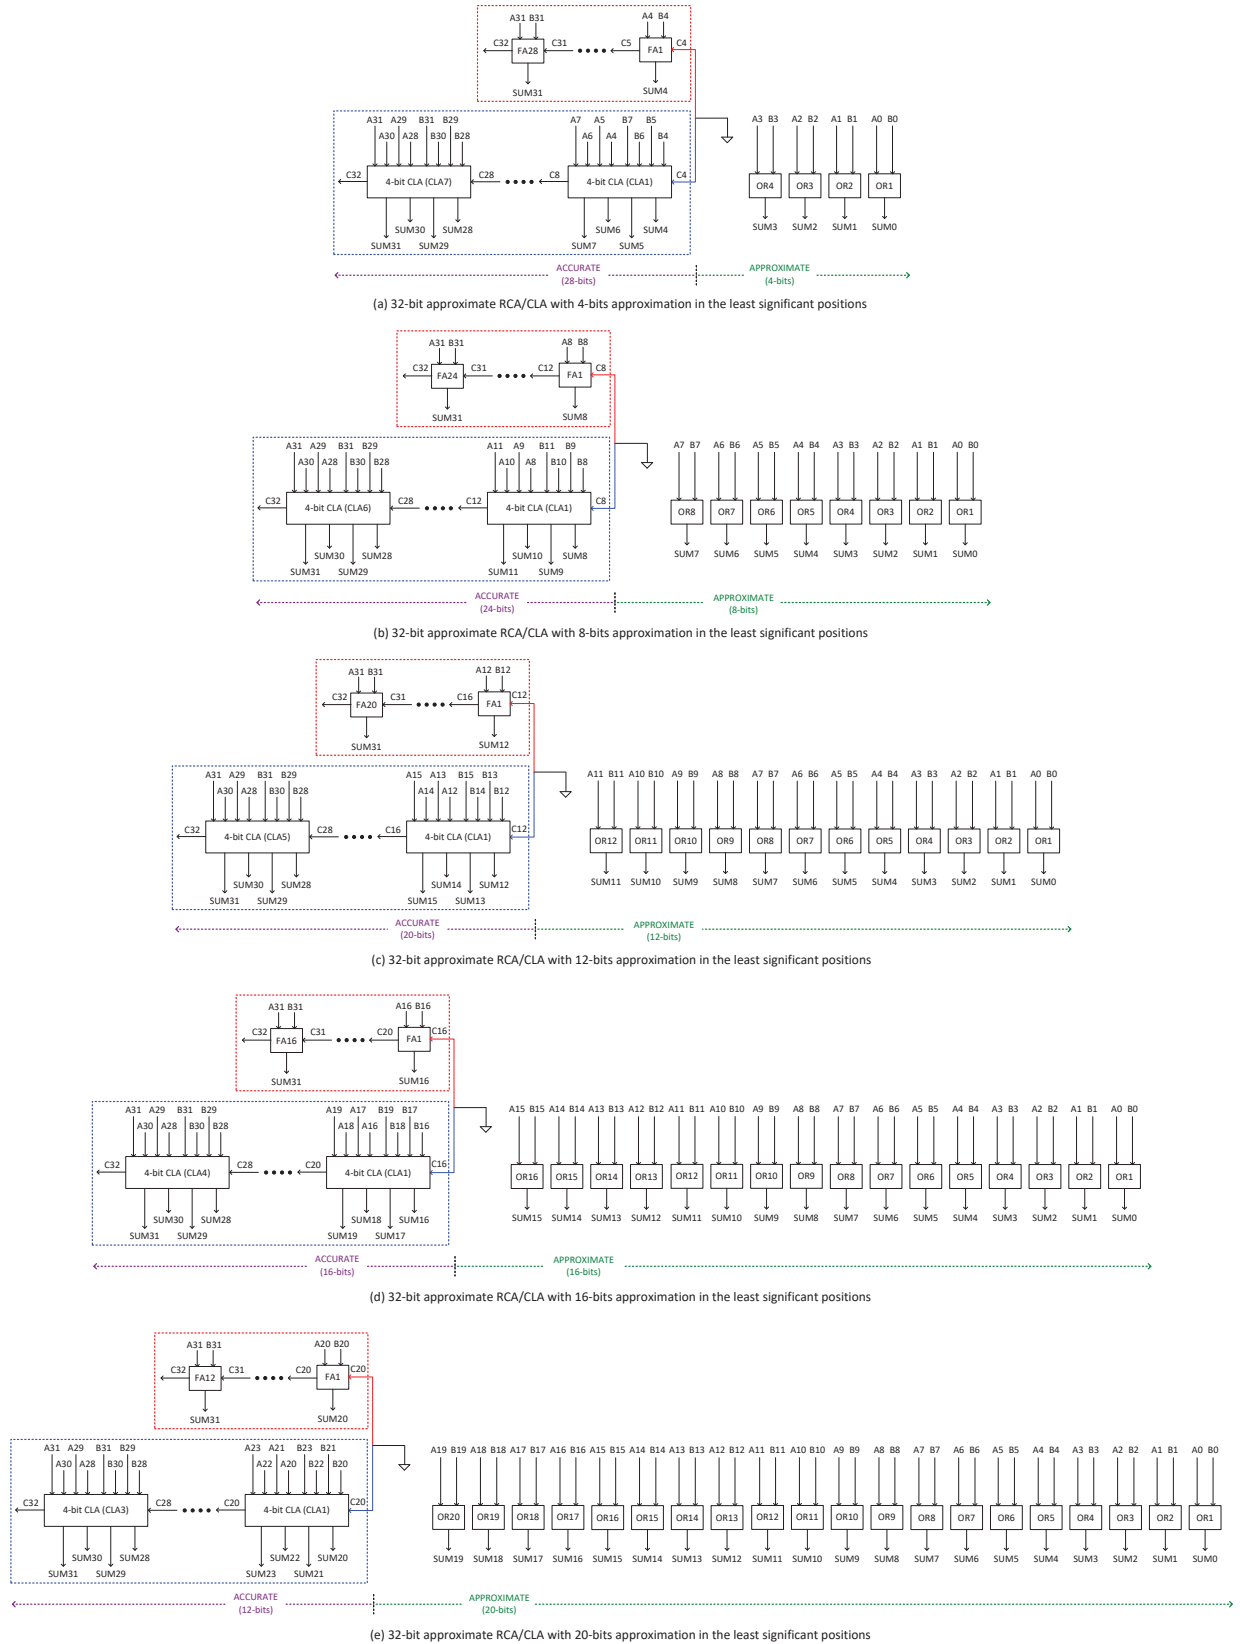 A31 B31 A4 B4
C32 FA28 C31 C5 FA1 C4
SUM31 SUM4
A31 A29 B31 B29 A7 A5 B7 B5 A3 B3 A2 B2 A1 B1 A0 B0
A30 A28 B30 B28 A6 A4 B6 B4
C32 4-bit CLA (CLA7) C28 C8 4-bit CLA (CLA1) C4 OR4 OR3 OR2 OR1
SUM30 SUM28 SUM6 SUM4 SUM3 SUM2 SUM1 SUM0
SUM31 SUM29 SUM7 SUM5
ACCURATE APPROXIMATE
(28-bits) (4-bits)
(a) 32-bit approximate RCA/CLA with 4-bits approximation in the least significant positions
A31 B31 A8 B8
C32 FA24 C31 C12 FA1 C8
SUM31 SUM8
A31 A29 B31 B29 A11 A9 B11 B9 A7 B7 A6 B6 A5 B5 A4 B4 A3 B3 A2 B2 A1 B1 A0 B0
A30 A28 B30 B28 A10 A8 B10 B8
C32 4-bit CLA (CLA6) C28 C12 4-bit CLA (CLA1) C8 OR8 OR7 OR6 OR5 OR4 OR3 OR2 OR1
SUM30 SUM28 SUM10 SUM8 SUM7 SUM6 SUM5 SUM4 SUM3 SUM2 SUM1 SUM0
SUM31 SUM29 SUM11 SUM9
ACCURATE APPROXIMATE
(24-bits) (8-bits)
(b) 32-bit approximate RCA/CLA with 8-bits approximation in the least significant positions
A31 B31 A12 B12
C32 FA20 C31 C16 FA1 C12
SUM31 SUM12
A31 A29 B31 B29 A15 A13 B15 B13 A11 B11 A10 B10 A9 B9 A8 B8 A7 B7 A6 B6 A5 B5 A4 B4 A3 B3 A2 B2 A1 B1 A0 B0
A30 A28 B30 B28 A14 A12 B14 B12
C32 4-bit CLA (CLA5) C28 C16 4-bit CLA (CLA1) C12 OR12 OR11 OR10 OR9 OR8 OR7 OR6 OR5 OR4 OR3 OR2 OR1
SUM30 SUM28 SUM14 SUM12 SUM11 SUM10 SUM9 SUM8 SUM7 SUM6 SUM5 SUM4 SUM3 SUM2 SUM1 SUM0
SUM31 SUM29 SUM15 SUM13
ACCURATE APPROXIMATE
(20-bits) (12-bits)
(c) 32-bit approximate RCA/CLA with 12-bits approximation in the least significant positions
A31 B31 A16 B16
C32 FA16 C31 C20 FA1 C16
SUM31 SUM16
A31 A29 B31 B29 A19 A17 B19 B17 A15 B15 A14 B14 A13 B13 A12 B12 A11 B11 A10 B10 A9 B9 A8 B8 A7 B7 A6 B6 A5 B5 A4 B4 A3 B3 A2 B2 A1 B1 A0 B0
A30 A28 B30 B28 A18 A16 B18 B16
C32 4-bit CLA (CLA4) C28 C20 4-bit CLA (CLA1) C16 OR16 OR15 OR14 OR13 OR12 OR11 OR10 OR9 OR8 OR7 OR6 OR5 OR4 OR3 OR2 OR1
SUM30 SUM28 SUM18 SUM16 SUM15 SUM14 SUM13 SUM12 SUM11 SUM10 SUM9 SUM8 SUM7 SUM6 SUM5 SUM4 SUM3 SUM2 SUM1 SUM0
SUM31 SUM29 SUM19 SUM17
ACCURATE APPROXIMATE
(16-bits) (16-bits)
(d) 32-bit approximate RCA/CLA with 16-bits approximation in the least significant positions
A31 B31 A20 B20
C32 FA12 C31 C20 FA1 C20
SUM31 SUM20
A31 A29 B31 B29 A23 A21 B23 B21 A19 B19 A18 B18 A17 B17 A16 B16 A15 B15 A14 B14 A13 B13 A12 B12 A11 B11 A10 B10 A9 B9 A8 B8 A7 B7 A6 B6 A5 B5 A4 B4 A3 B3 A2 B2 A1 B1 A0 B0
A30 A28 B30 B28 A22 A20 B22 B20
C32 4-bit CLA (CLA3) C28 C20 4-bit CLA (CLA1) C20 OR20 OR19 OR18 OR17 OR16 OR15 OR14 OR13 OR12 OR11 OR10 OR9 OR8 OR7 OR6 OR5 OR4 OR3 OR2 OR1
SUM30 SUM28 SUM22 SUM20 SUM19 SUM18 SUM17 SUM16 SUM15 SUM14 SUM13 SUM12 SUM11 SUM10 SUM9 SUM8 SUM7 SUM6 SUM5 SUM4 SUM3 SUM2 SUM1 SUM0
SUM31 SUM29 SUM23 SUM21
ACCURATE APPROXIMATE
(12-bits) (20-bits)
(e) 32-bit approximate RCA/CLA with 20-bits approximation in the least significant positions